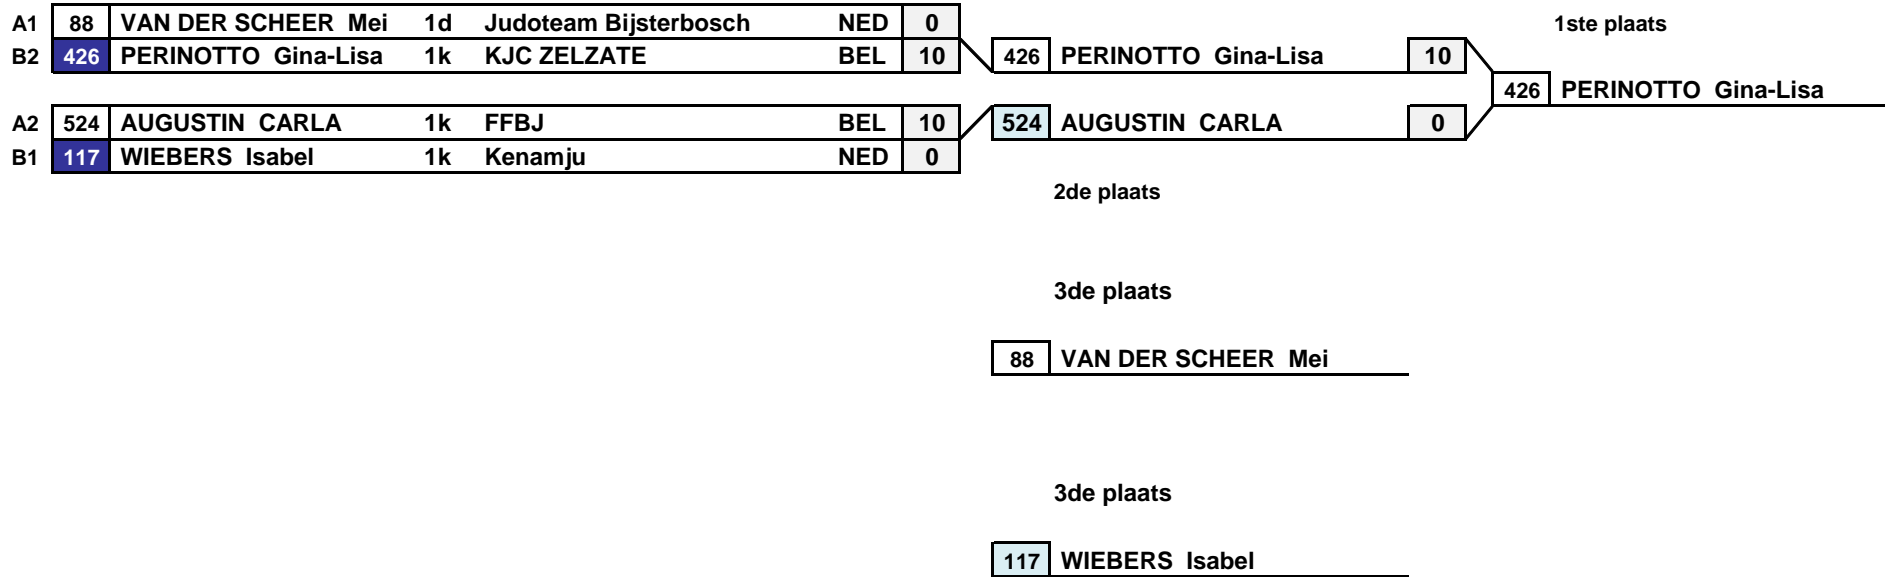 A1 88 VAN DER SCHEER Mei 1d Judoteam Bijsterbosch NED 0
1ste plaats
B2 426 PERINOTTO Gina-Lisa 1k KJC ZELZATE BEL 10
426 PERINOTTO Gina-Lisa 10
426 PERINOTTO Gina-Lisa
A2 524 AUGUSTIN CARLA 1k FFBJ BEL 10
524 AUGUSTIN CARLA 0
B1 117 WIEBERS Isabel 1k Kenamju NED 0
2de plaats
3de plaats
88 VAN DER SCHEER Mei
3de plaats
117 WIEBERS Isabel